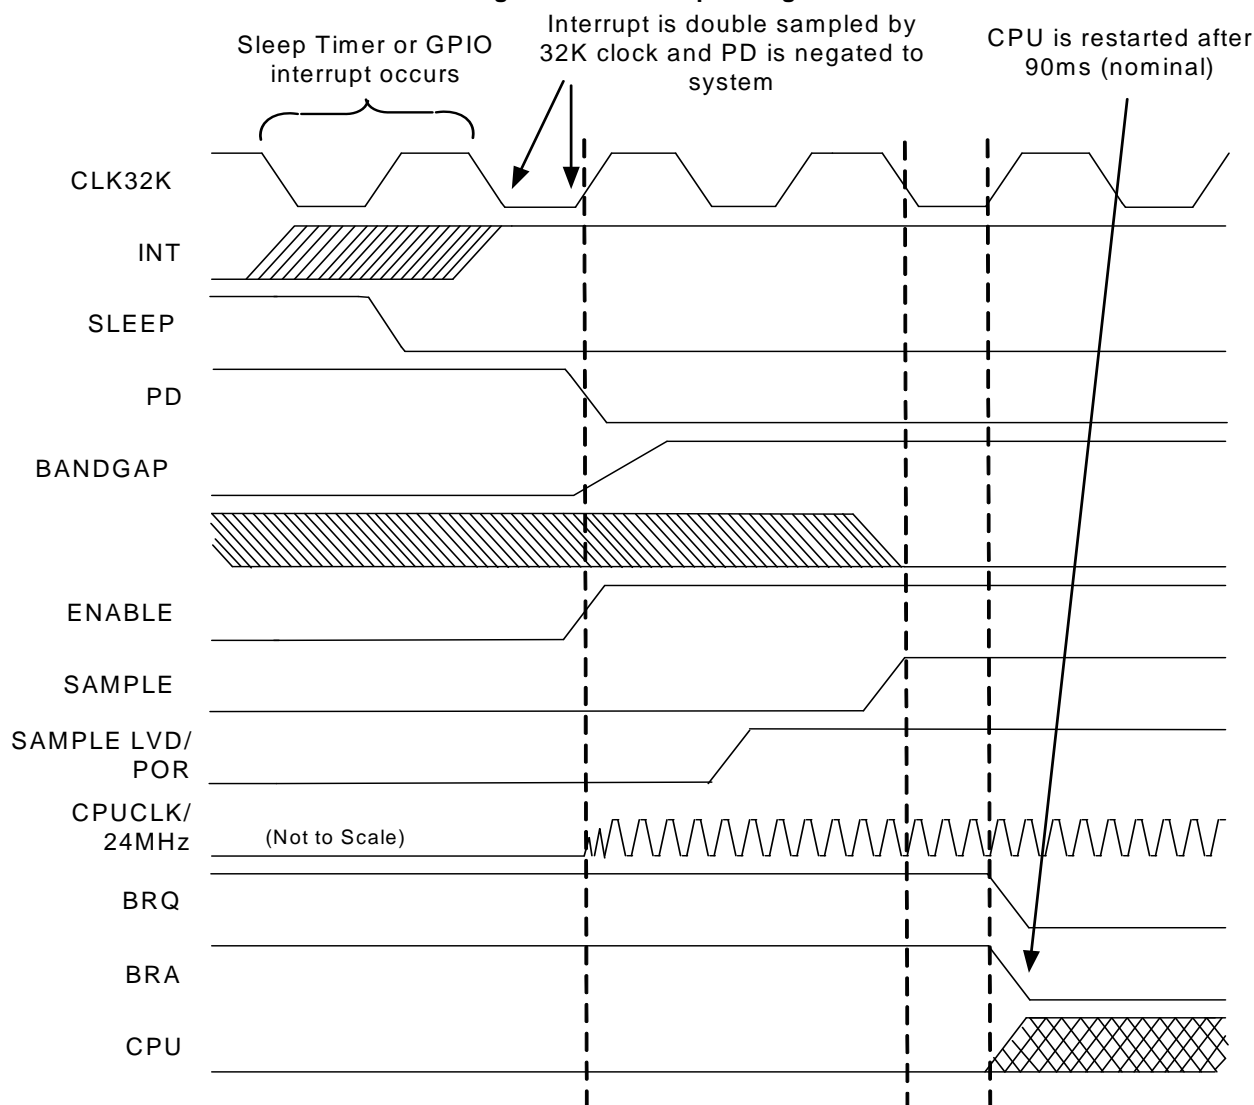 Sleep Timer or GPIO
interrupt occurs
Interrupt is double sampled by
32K clock and PD is negated to
system
CPU is restarted after
90ms (nominal)
CLK32K
INT
SLEEP
PD
BANDGAP
ENABLE
SAMPLE
SAMPLE LVD/
POR
CPUCLK/
24MHz
(Not to Scale)
BRQ
BRA
CPU